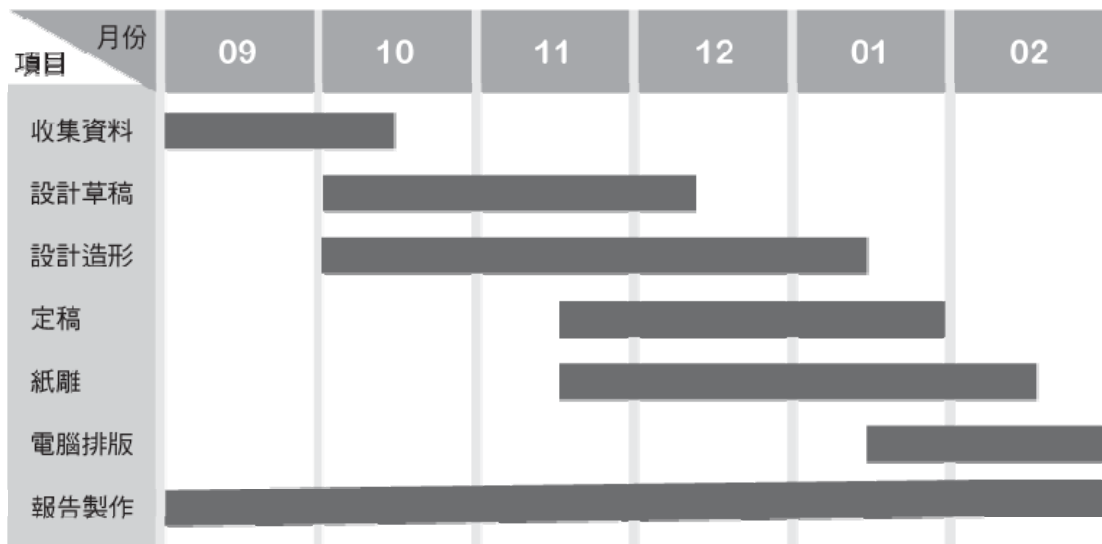 月份
項目
09 10 11 12 01 02
收集資料
設計草稿
設計造形
定稿
紙雕
電腦排版
報告製作